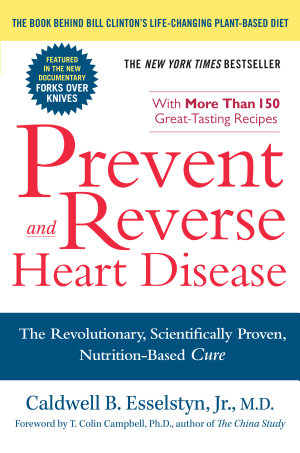 THE BOOK BEHIND BILL CLINTON'S LIFE-CHANGING PLANT-BASED DIET
FEATURED
IN THE NEW
DOCUMENTARY
FORKS OVER
KNIVES
THE NEW YORK TIMES BESTSELLER
With More Than 150
Great-Tasting Recipes
Prevent
and Reverse
Heart Disease
The Revolutionary, Scientifically Proven,
Nutrition-Based Cure
Caldwell B. Esselstyn, Jr., M.D.
Foreword by T. Colin Campbell, Ph.D., author of The China Study